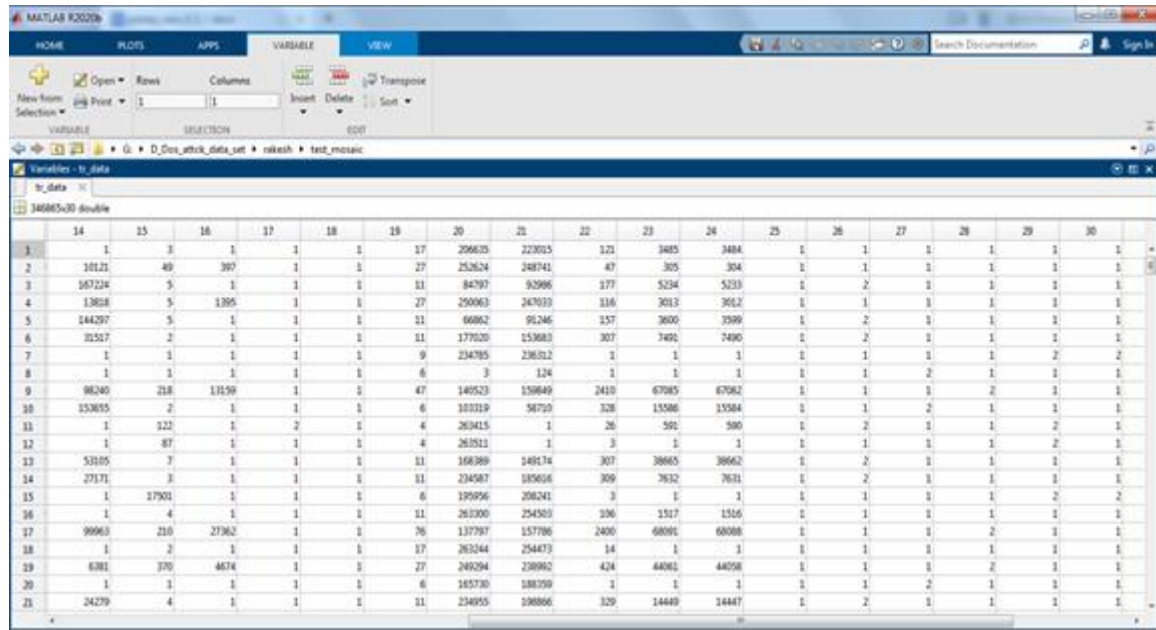 MATLAB R2020b
HOME PLOTS APPS VARIABLE VIEW Search Documentation Sign In
New from Selection Open Print Rows Columns Insert Delete Transpose Sort
1 1
VARIABLE SELECTION EDIT
G: D_Dos_attck_data_set rakesh test_mosaic
Variables - tr_data
tr_data
346865x30 double
14 15 16 17 18 19 20 21 22 23 24 25 26 27 28 29 30
1 1 3 1 1 1 17 206635 223015 121 3485 3484 1 1 1 1 1 1
2 10121 49 397 1 1 27 252624 248741 47 305 304 1 1 1 1 1 1
3 167224 5 1 1 1 11 84797 92986 177 5234 5233 1 2 1 1 1 1
4 13818 5 1395 1 1 27 250063 247033 116 3013 3012 1 1 1 1 1 1
5 144297 5 1 1 1 11 66862 91246 157 3600 3599 1 2 1 1 1 1
6 31517 2 1 1 1 11 177020 153683 307 7491 7490 1 2 1 1 1 1
7 1 1 1 1 1 9 234785 236312 1 1 1 1 1 1 1 2 2
8 1 1 1 1 1 6 3 124 1 1 1 1 1 2 1 1 1
9 98240 218 13159 1 1 47 140523 159849 2410 67085 67082 1 1 1 2 1 1
10 153655 2 1 1 1 6 103319 58710 328 15586 15584 1 1 2 1 1 1
11 1 122 1 2 1 4 263415 1 26 591 590 1 2 1 1 2 1
12 1 87 1 1 1 4 263511 1 3 1 1 1 1 1 1 2 1
13 53105 7 1 1 1 11 168389 149174 307 38665 38662 1 2 1 1 1 1
14 27171 3 1 1 1 11 234587 185616 309 7632 7631 1 2 1 1 1 1
15 1 17501 1 1 1 6 195956 208241 3 1 1 1 1 1 1 2 2
16 1 4 1 1 1 11 263300 254503 106 1517 1516 1 1 1 1 1 1
17 99963 210 27362 1 1 76 137797 157786 2400 68091 68088 1 1 1 2 1 1
18 1 2 1 1 1 17 263244 254473 14 1 1 1 1 1 1 1 1
19 6381 370 4674 1 1 27 249294 238992 424 44061 44058 1 1 1 2 1 1
20 1 1 1 1 1 6 165730 188359 1 1 1 1 1 2 1 1 1
21 24279 4 1 1 1 11 234955 198866 329 14449 14447 1 2 1 1 1 1